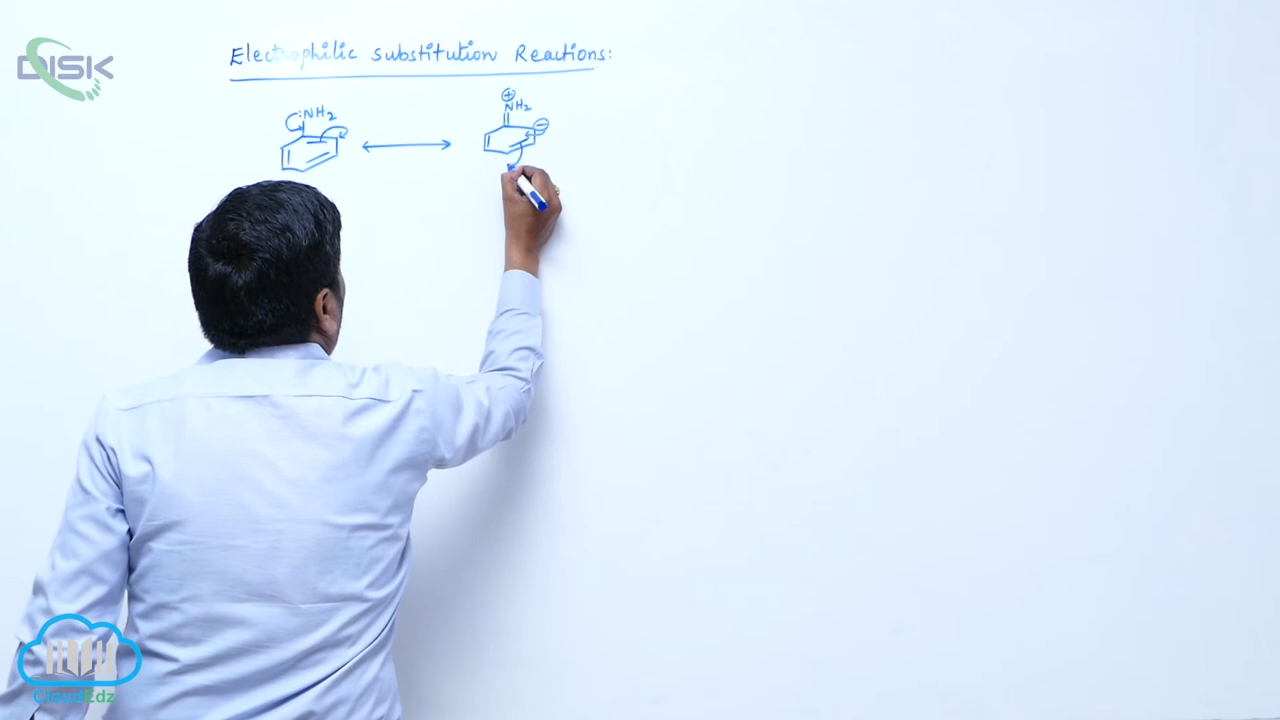 DISK
Electrophilic substitution Reactions:
⊕
:NH2
NH2
⊖
CloudEdz